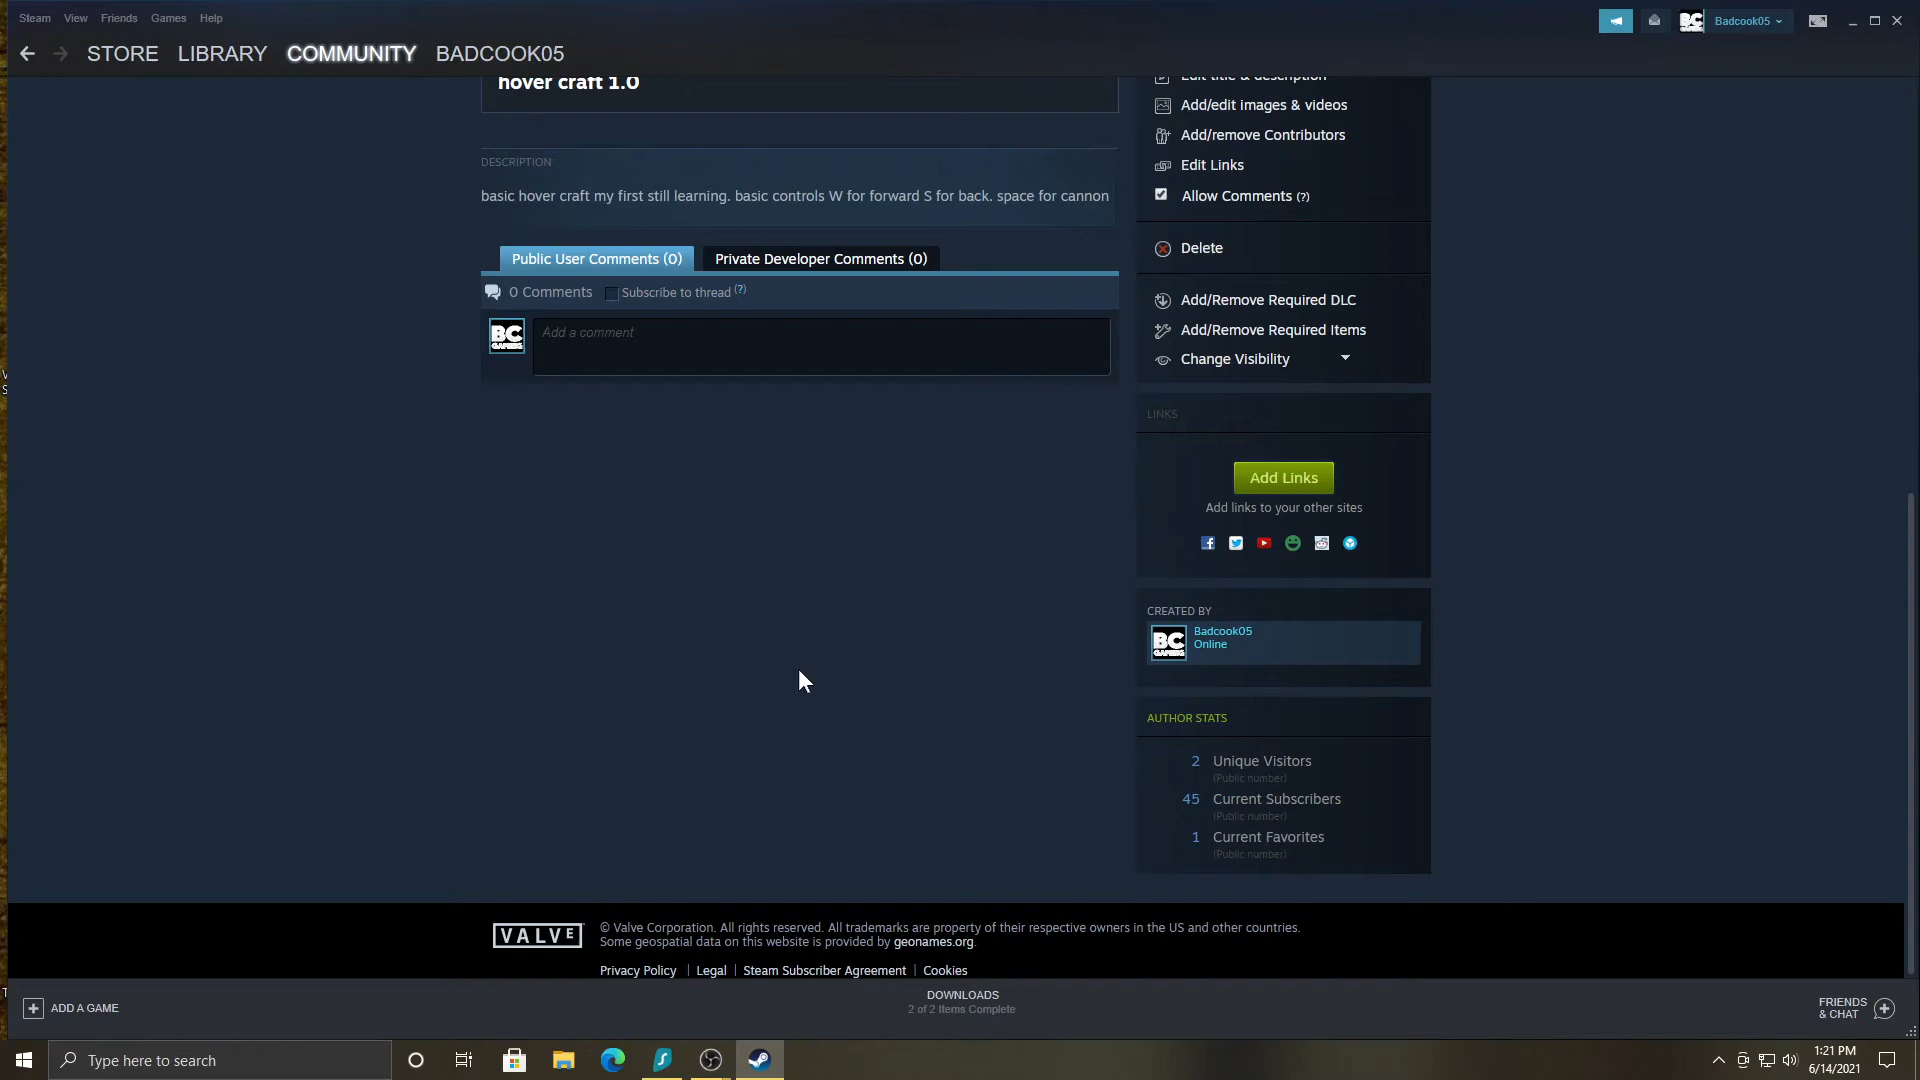 Steam View Friends Games Help
Badcook05
STORE LIBRARY COMMUNITY BADCOOK05
hover craft 1.0
Edit title & description
Add/edit images & videos
Add/remove Contributors
Edit Links
Allow Comments (?)
DESCRIPTION
basic hover craft my first still learning. basic controls W for forward S for back. space for cannon
Public User Comments (0) Private Developer Comments (0)
0 Comments Subscribe to thread (?)
BC GAMING
Add a comment
Delete
Add/Remove Required DLC
Add/Remove Required Items
Change Visibility
LINKS
Add Links
Add links to your other sites
CREATED BY
BC GAMING
Badcook05
Online
AUTHOR STATS
2 Unique Visitors
(Public number)
45 Current Subscribers
(Public number)
1 Current Favorites
(Public number)
VALVE
© Valve Corporation. All rights reserved. All trademarks are property of their respective owners in the US and other countries.
Some geospatial data on this website is provided by geonames.org.
Privacy Policy | Legal | Steam Subscriber Agreement | Cookies
ADD A GAME
DOWNLOADS
2 of 2 Items Complete
FRIENDS
& CHAT
Type here to search
1:21 PM
6/14/2021